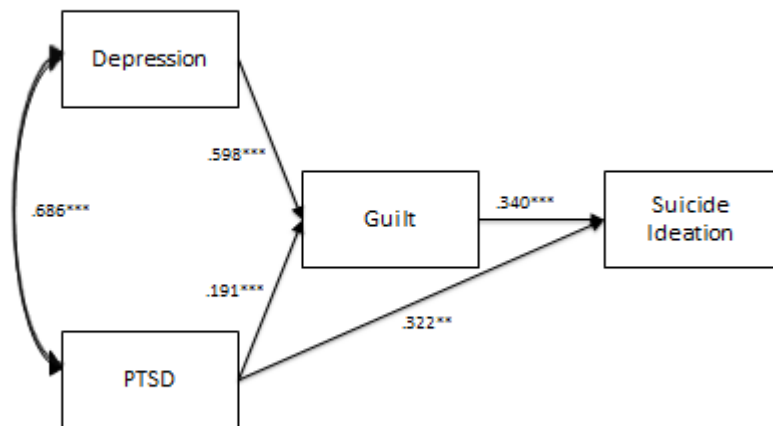 Depression
.598***
.686***
Guilt
.340***
Suicide
Ideation
.191***
.322**
PTSD